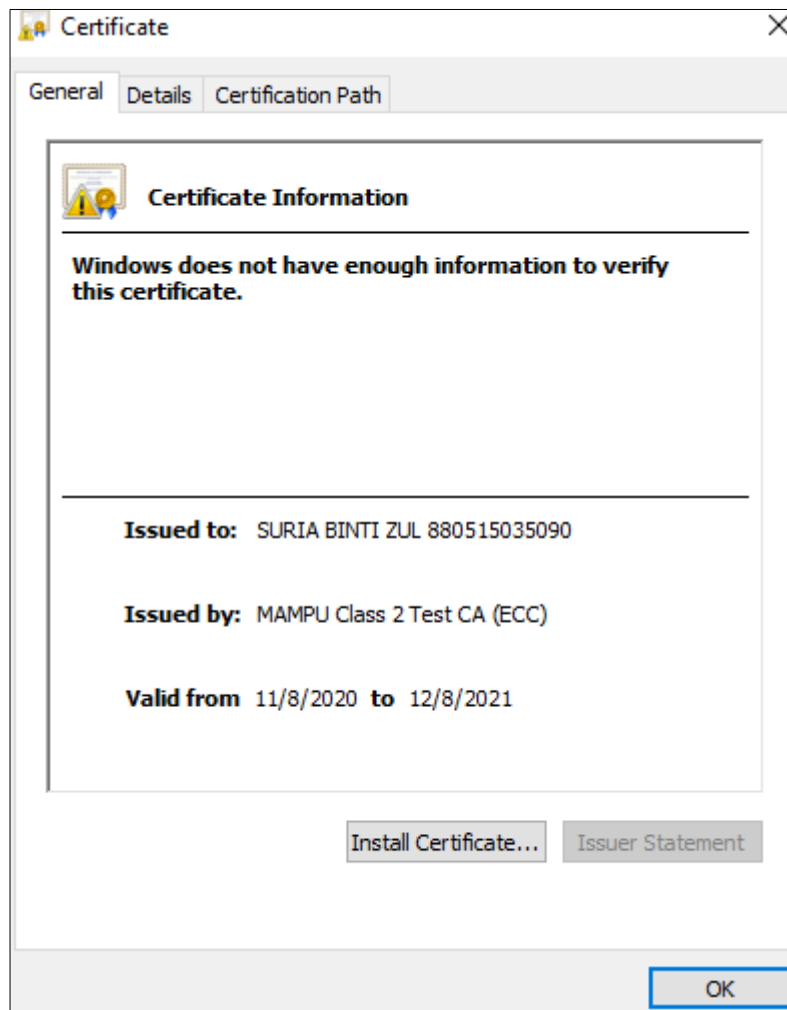 Certificate
General Details Certification Path
Certificate Information
Windows does not have enough information to verify
this certificate.
Issued to: SURIA BINTI ZUL 880515035090
Issued by: MAMPU Class 2 Test CA (ECC)
Valid from 11/8/2020 to 12/8/2021
Install Certificate... Issuer Statement
OK